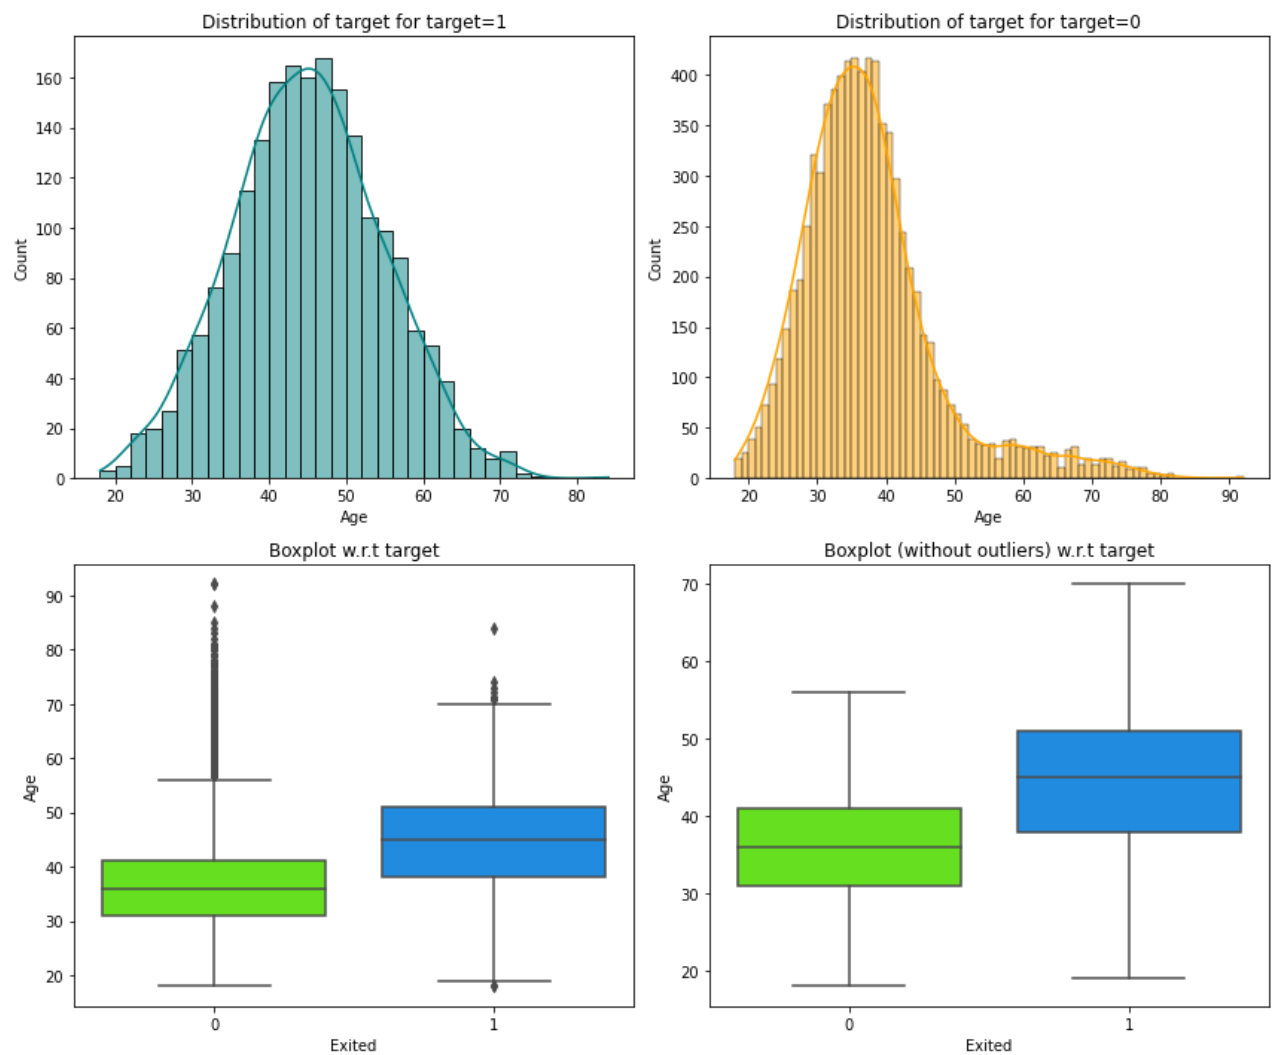 Distribution of target for target=1
160
140
120
100
80
60
40
20
0
Count
20 30 40 50 60 70 80
Age
Distribution of target for target=0
400
350
300
250
200
150
100
50
0
Count
20 30 40 50 60 70 80 90
Age
Boxplot w.r.t target
90
80
70
60
50
40
30
20
Age
0 1
Exited
Boxplot (without outliers) w.r.t target
70
60
50
40
30
20
Age
0 1
Exited